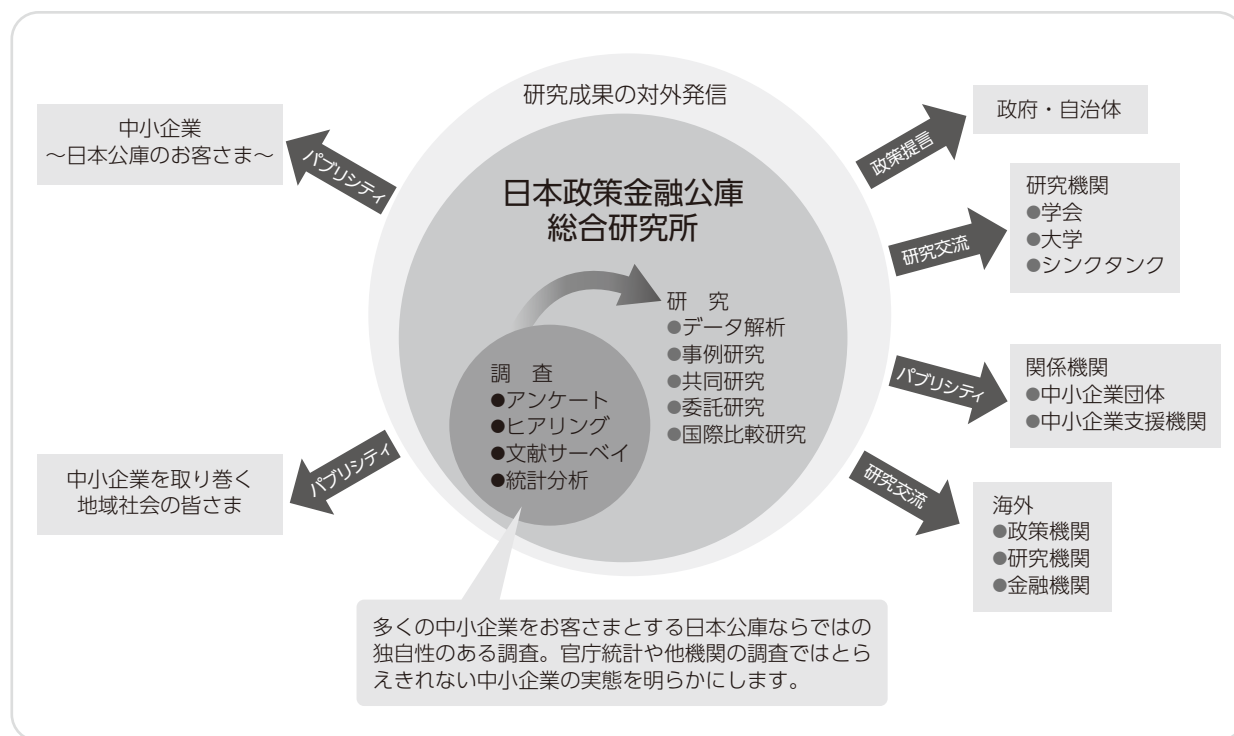 研究成果の対外発信
日本政策金融公庫
総合研究所
調　査
●アンケート
●ヒアリング
●文献サーベイ
●統計分析
研　究
●データ解析
●事例研究
●共同研究
●委託研究
●国際比較研究
多くの中小企業をお客さまとする日本公庫ならではの
独自性のある調査。官庁統計や他機関の調査ではとら
えきれない中小企業の実態を明らかにします。
パブリシティ
中小企業
～日本公庫のお客さま～
パブリシティ
中小企業を取り巻く
地域社会の皆さま
政策提言
政府・自治体
研究交流
研究機関
●学会
●大学
●シンクタンク
パブリシティ
関係機関
●中小企業団体
●中小企業支援機関
研究交流
海外
●政策機関
●研究機関
●金融機関